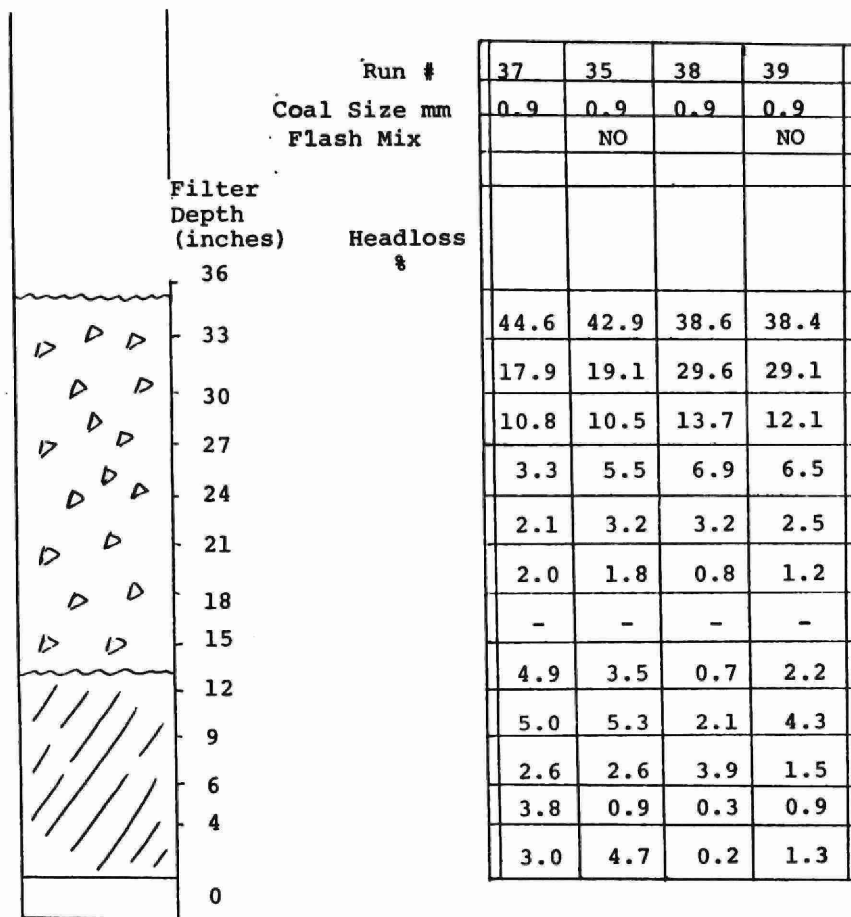 Run # 37 35 38 39
Coal Size mm 0.9 0.9 0.9 0.9
Flash Mix NO NO
Filter
Depth
(inches) Headloss
%
36
33 44.6 42.9 38.6 38.4
30 17.9 19.1 29.6 29.1
27 10.8 10.5 13.7 12.1
24 3.3 5.5 6.9 6.5
21 2.1 3.2 3.2 2.5
18 2.0 1.8 0.8 1.2
15 - - - -
12 4.9 3.5 0.7 2.2
9 5.0 5.3 2.1 4.3
6 2.6 2.6 3.9 1.5
4 3.8 0.9 0.3 0.9
0 3.0 4.7 0.2 1.3